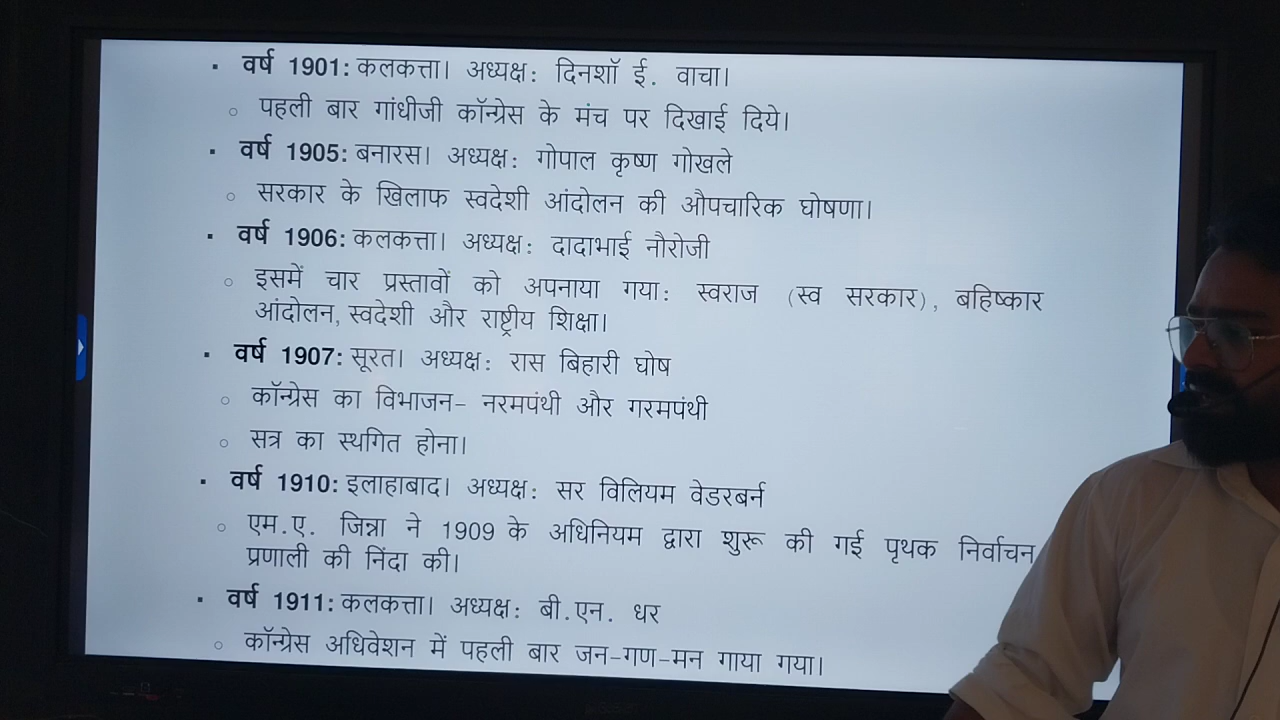 ▪ वर्ष 1901: कलकत्ता। अध्यक्ष: दिनशॉ ई. वाचा।
○ पहली बार गांधीजी कॉन्ग्रेस के मंच पर दिखाई दिये।
▪ वर्ष 1905: बनारस। अध्यक्ष: गोपाल कृष्ण गोखले
○ सरकार के खिलाफ स्वदेशी आंदोलन की औपचारिक घोषणा।
▪ वर्ष 1906: कलकत्ता। अध्यक्ष: दादाभाई नौरोजी
○ इसमें चार प्रस्तावों को अपनाया गया: स्वराज (स्व सरकार), बहिष्कार
आंदोलन, स्वदेशी और राष्ट्रीय शिक्षा।
▪ वर्ष 1907: सूरत। अध्यक्ष: रास बिहारी घोष
○ कॉन्ग्रेस का विभाजन- नरमपंथी और गरमपंथी
○ सत्र का स्थगित होना।
▪ वर्ष 1910: इलाहाबाद। अध्यक्ष: सर विलियम वेडरबर्न
○ एम.ए. जिन्ना ने 1909 के अधिनियम द्वारा शुरू की गई पृथक निर्वाचन
प्रणाली की निंदा की।
▪ वर्ष 1911: कलकत्ता। अध्यक्ष: बी.एन. धर
○ कॉन्ग्रेस अधिवेशन में पहली बार जन-गण-मन गाया गया।